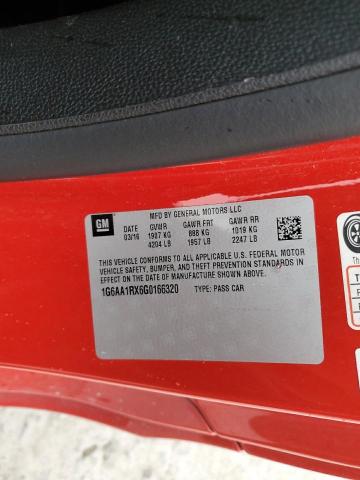 GM
MFD BY GENERAL MOTORS LLC
DATE GVWR GAWR FRT GAWR RR
03/16 1907 KG 888 KG 1019 KG
4204 LB 1957 LB 2247 LB
THIS VEHICLE CONFORMS TO ALL APPLICABLE U.S. FEDERAL MOTOR
VEHICLE SAFETY, BUMPER, AND THEFT PREVENTION STANDARDS IN
EFFECT ON THE DATE OF MANUFACTURE SHOWN ABOVE.
1G6AA1RX6G0166320 TYPE: PASS CAR